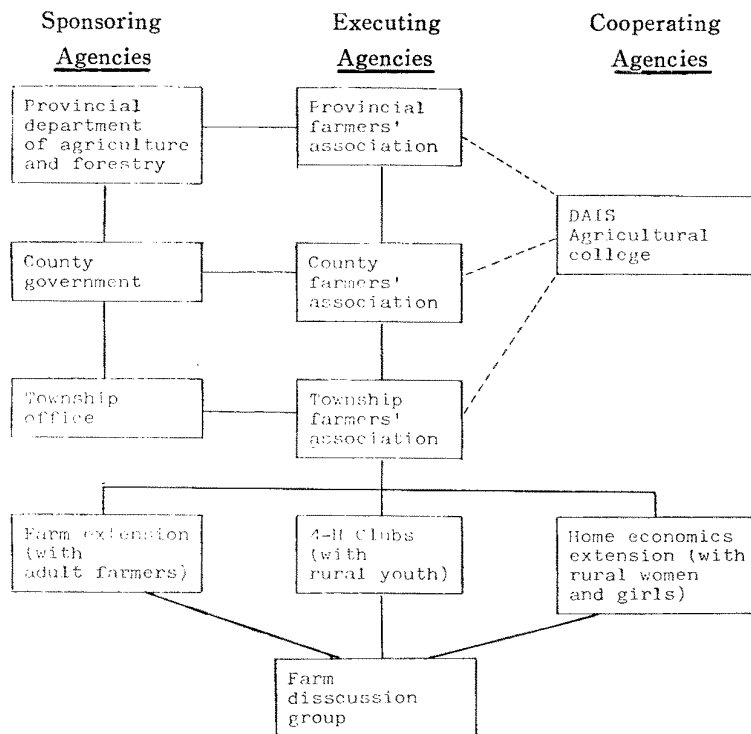 Sponsoring
Agencies
Executing
Agencies
Cooperating
Agencies
Provincial
department
of agriculture
and forestry
Provincial
farmers'
association
DAIS
Agricultural
college
County
government
County
farmers'
association
Township
office
Township
farmers'
association
Farm extension
(with
adult farmers)
4-H Clubs
(with
rural youth)
Home economics
extension (with
rural women
and girls)
Farm
disscussion
group